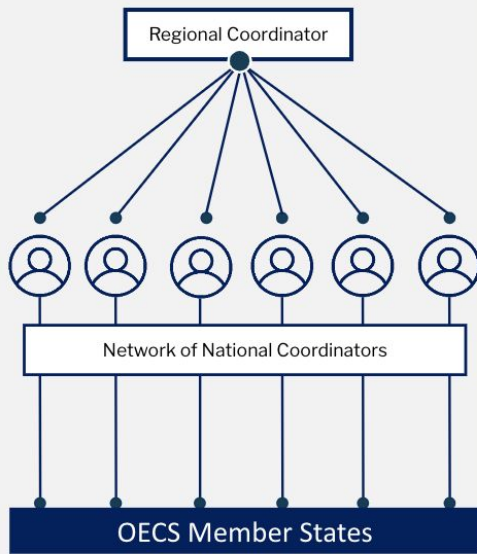 Regional Coordinator
Network of National Coordinators
OECS Member States